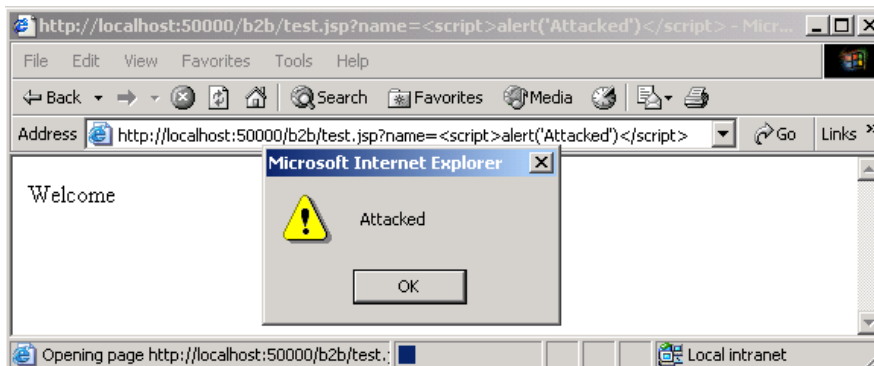 http://localhost:50000/b2b/test.jsp?name=<script>alert('Attacked')</script> - Micr...
File Edit View Favorites Tools Help
Back Search Favorites Media
Address http://localhost:50000/b2b/test.jsp?name=<script>alert('Attacked')</script> Go Links »
Microsoft Internet Explorer
Welcome
Attacked
OK
Opening page http://localhost:50000/b2b/test.j Local intranet